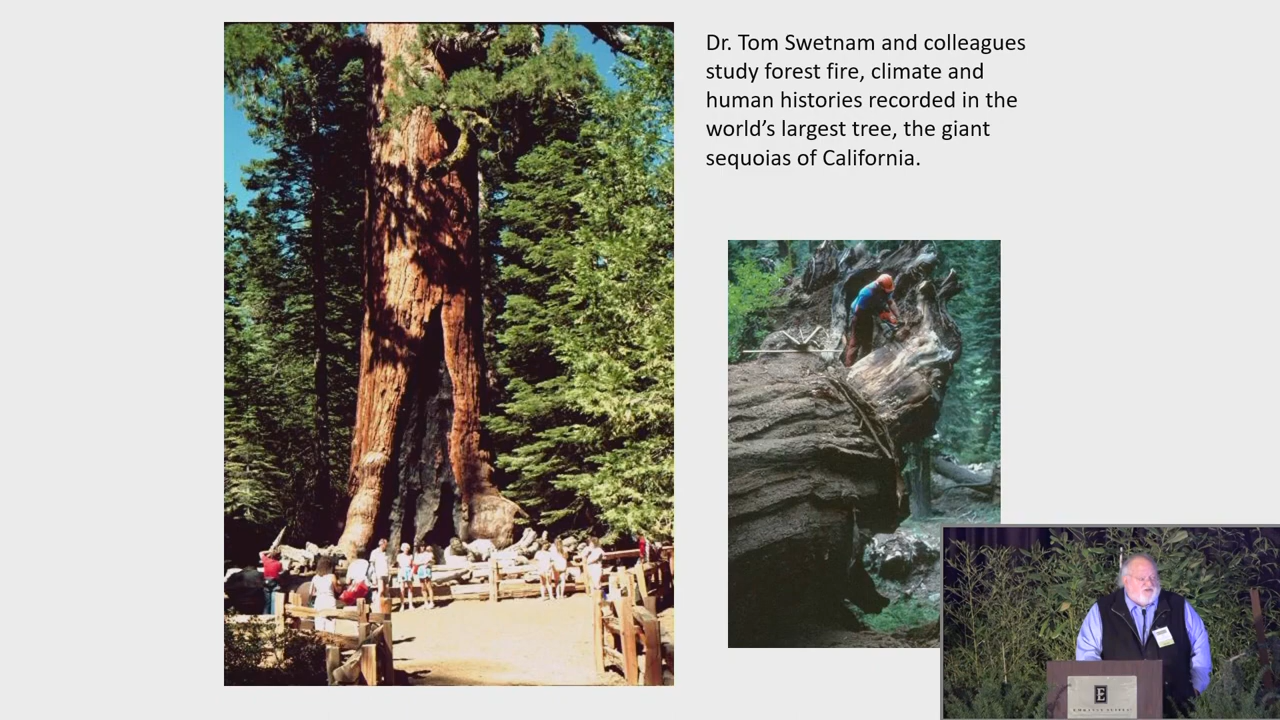 Dr. Tom Swetnam and colleagues
study forest fire, climate and
human histories recorded in the
world’s largest tree, the giant
sequoias of California.
E